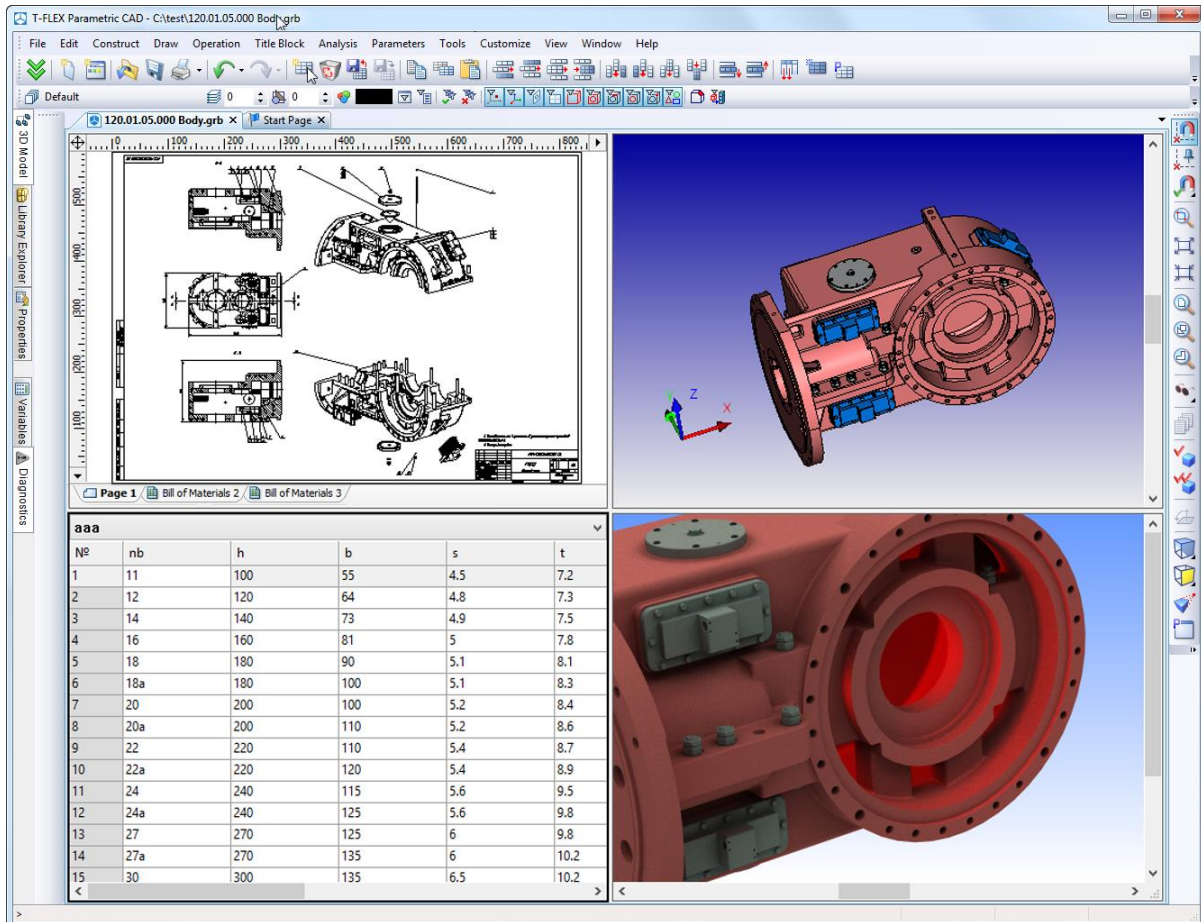 T-FLEX Parametric CAD - C:\test\120.01.05.000 Body.grb
File Edit Construct Draw Operation Title Block Analysis Parameters Tools Customize View Window Help
Default 0 0
120.01.05.000 Body.grb Start Page
3D Model
Library Explorer
Properties
Variables
Diagnostics
0 100 200 300 400 500 600 700 800
500
400
300
200
100
Z
X
Page 1 Bill of Materials 2 Bill of Materials 3
aaa
№ nb h b s t
1 11 100 55 4.5 7.2
2 12 120 64 4.8 7.3
3 14 140 73 4.9 7.5
4 16 160 81 5 7.8
5 18 180 90 5.1 8.1
6 18a 180 100 5.1 8.3
7 20 200 100 5.2 8.4
8 20a 200 110 5.2 8.6
9 22 220 110 5.4 8.7
10 22a 220 120 5.4 8.9
11 24 240 115 5.6 9.5
12 24a 240 125 5.6 9.8
13 27 270 125 6 9.8
14 27a 270 135 6 10.2
15 30 300 135 6.5 10.2
>